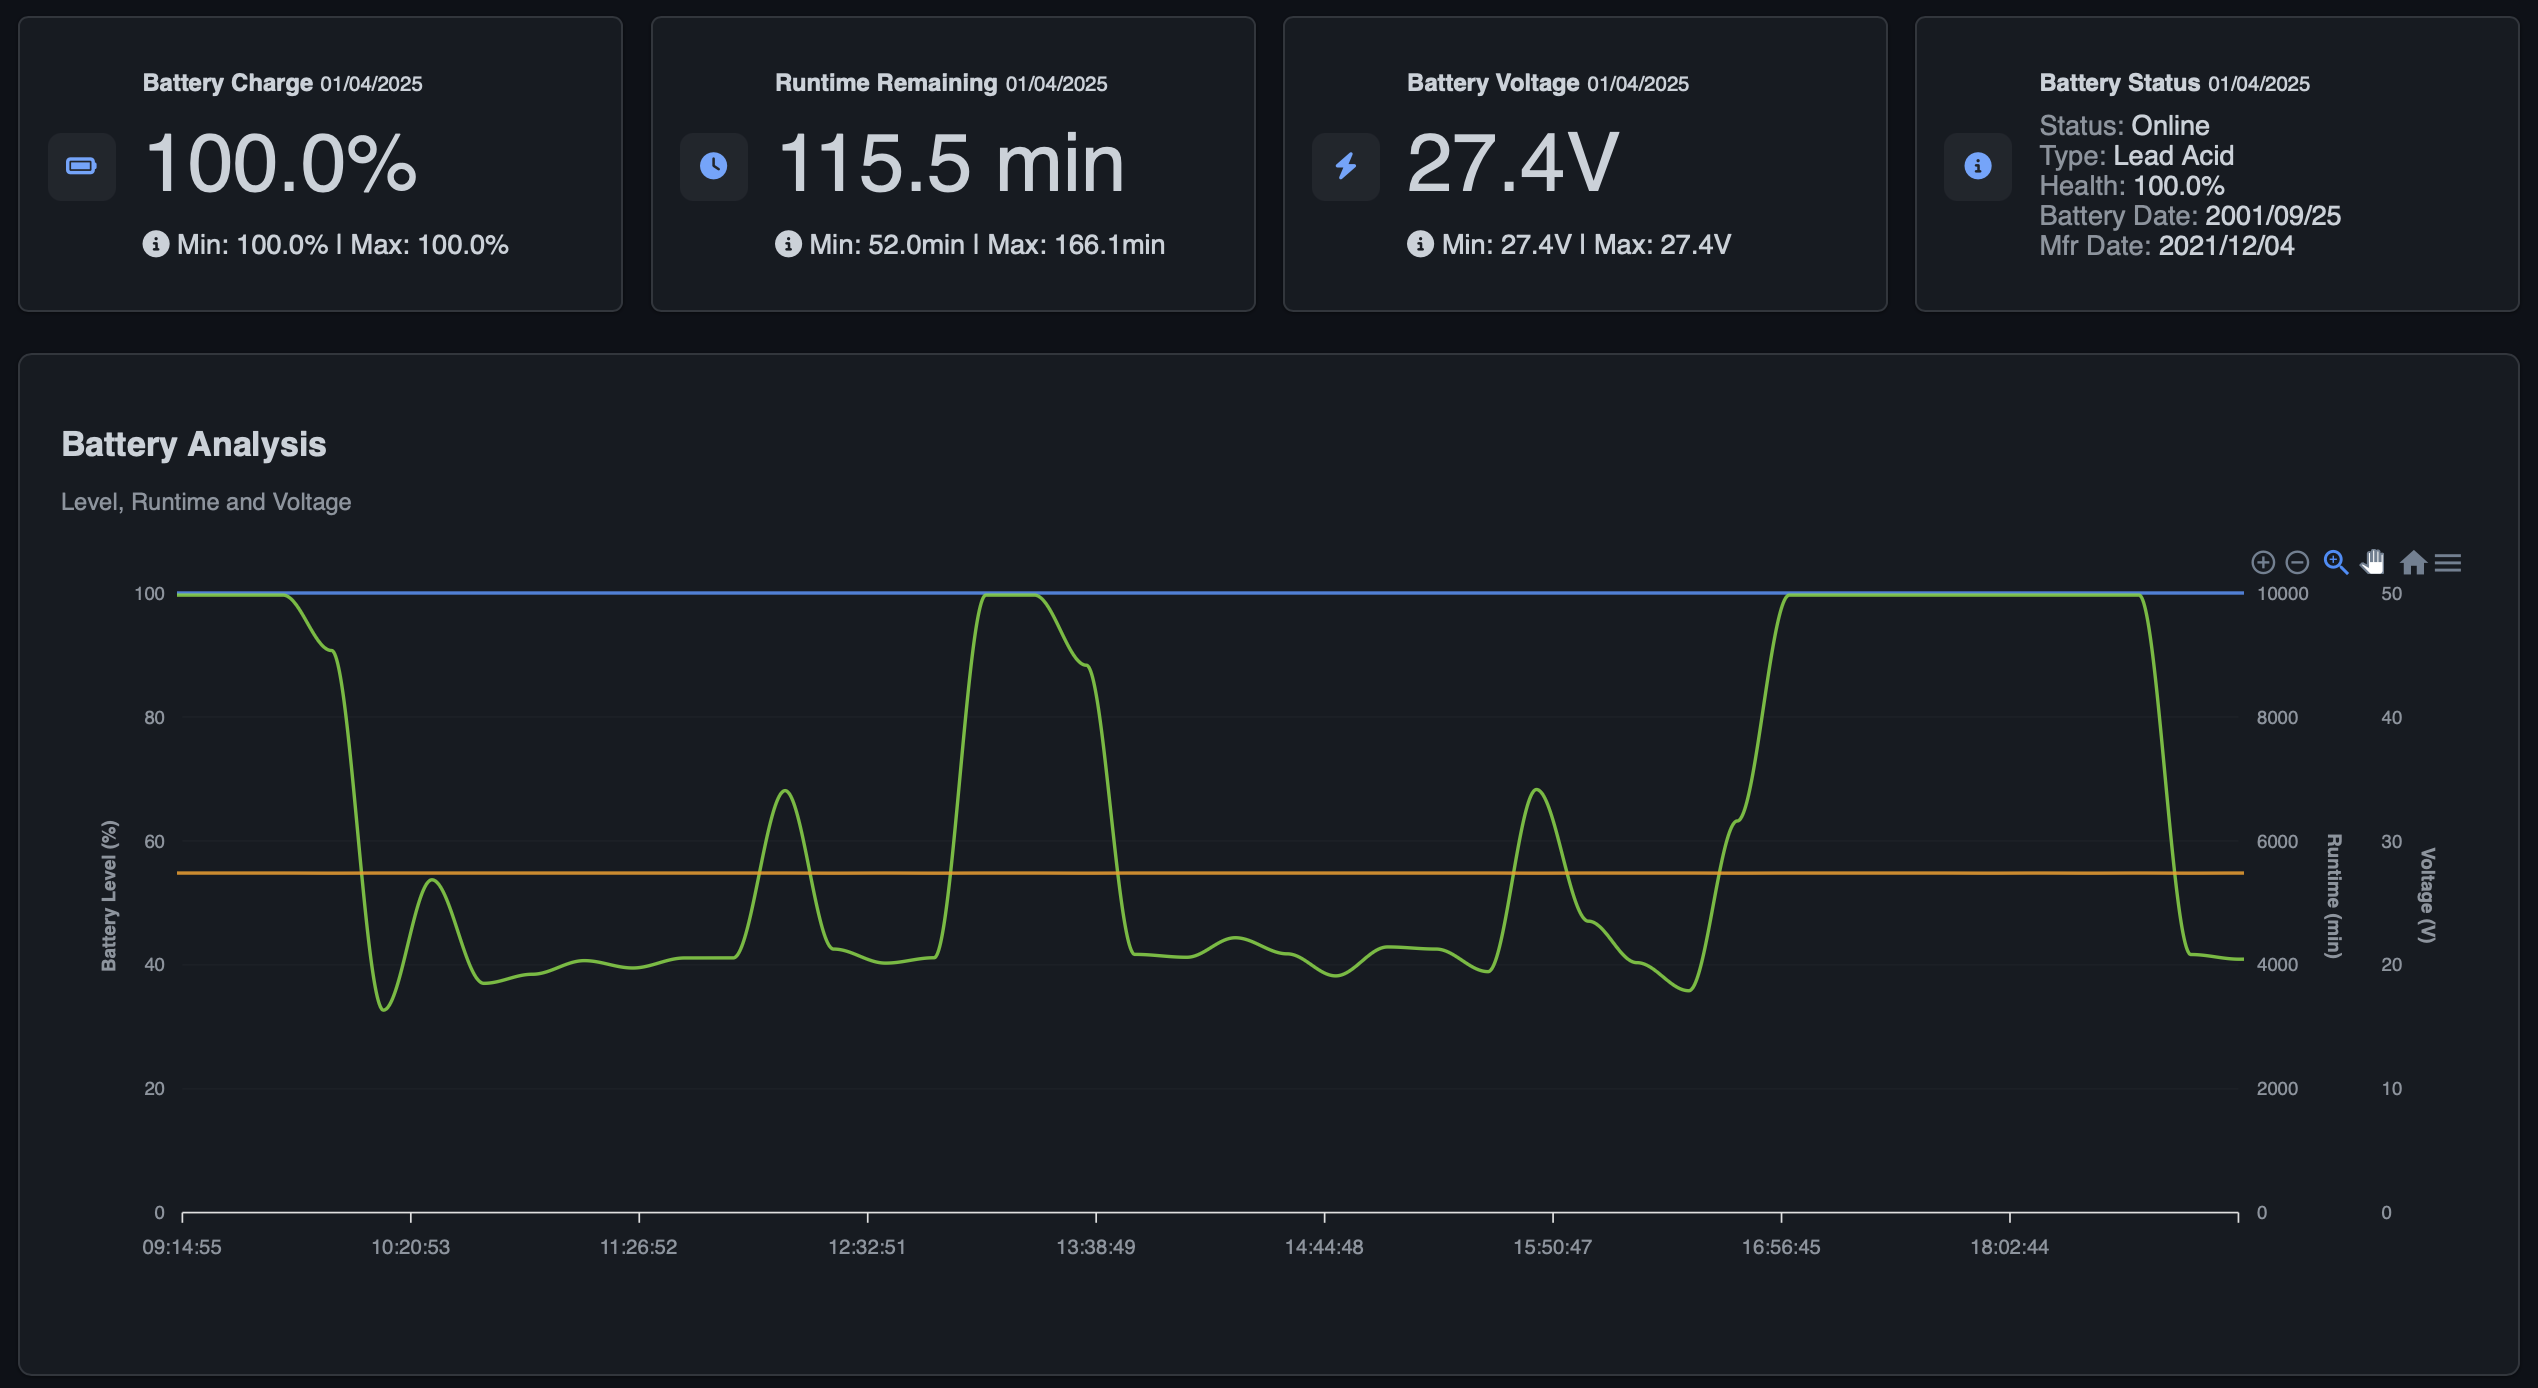 Battery Charge 01/04/2025
100.0%
Min: 100.0% | Max: 100.0%
Runtime Remaining 01/04/2025
115.5 min
Min: 52.0min | Max: 166.1min
Battery Voltage 01/04/2025
27.4V
Min: 27.4V | Max: 27.4V
Battery Status 01/04/2025
Status: Online
Type: Lead Acid
Health: 100.0%
Battery Date: 2001/09/25
Mfr Date: 2021/12/04
Battery Analysis
Level, Runtime and Voltage
100
80
60
40
20
0
Battery Level (%)
10000
8000
6000
4000
2000
0
Runtime (min)
50
40
30
20
10
0
Voltage (V)
09:14:55
10:20:53
11:26:52
12:32:51
13:38:49
14:44:48
15:50:47
16:56:45
18:02:44